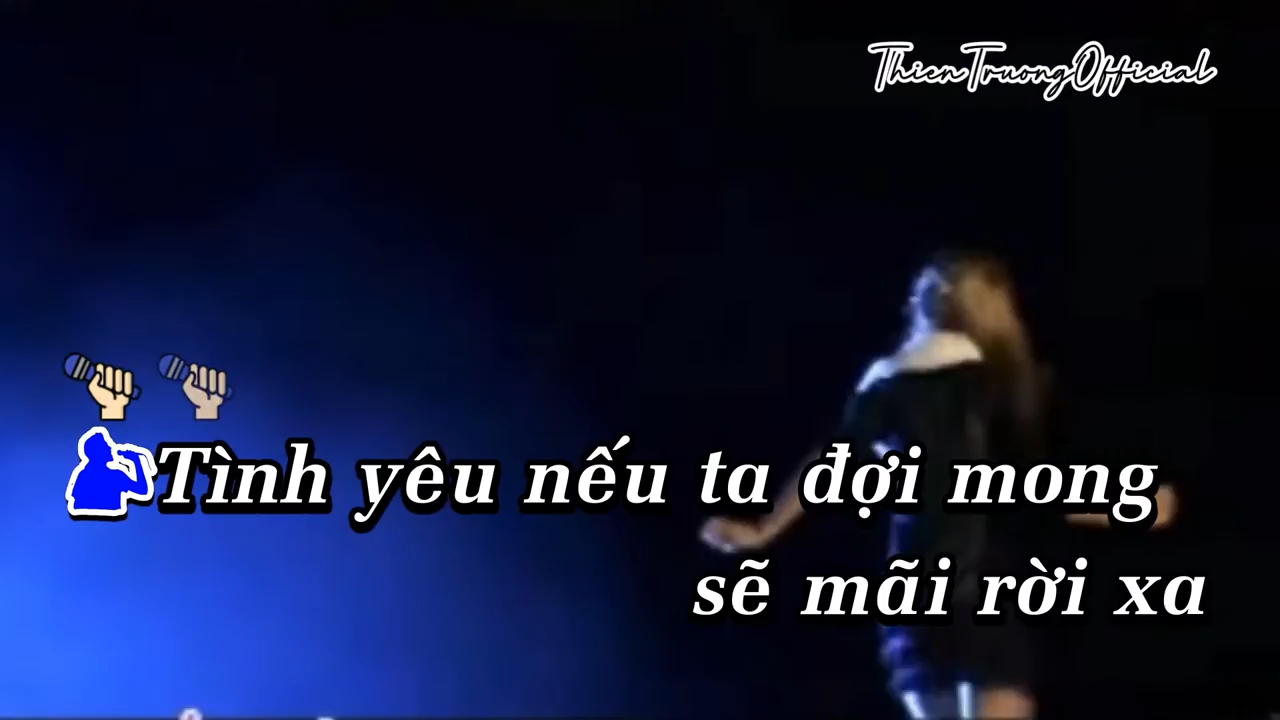 ThienTruongOfficial
Tình yêu nếu ta đợi mong
sẽ mãi rời xa